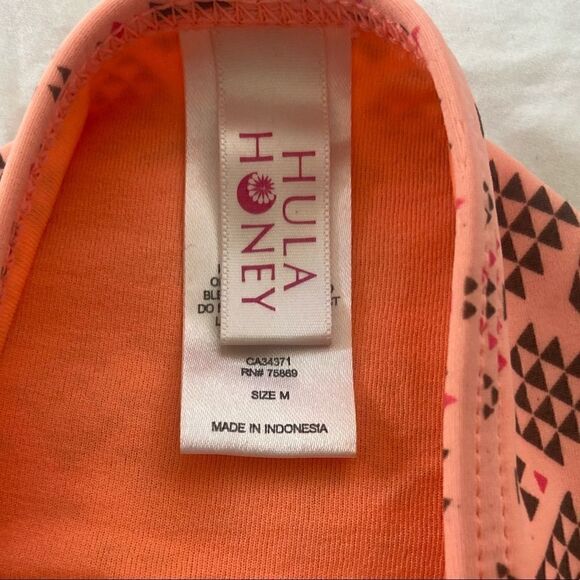 HULA
HONEY
CA34371
RN# 75869
SIZE M
MADE IN INDONESIA